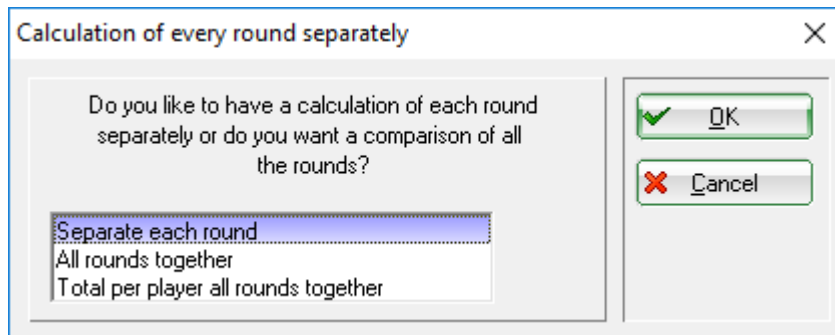 Calculation of every round separately
Do you like to have a calculation of each round
separately or do you want a comparison of all
the rounds?
OK
Cancel
Separate each round
All rounds together
Total per player all rounds together